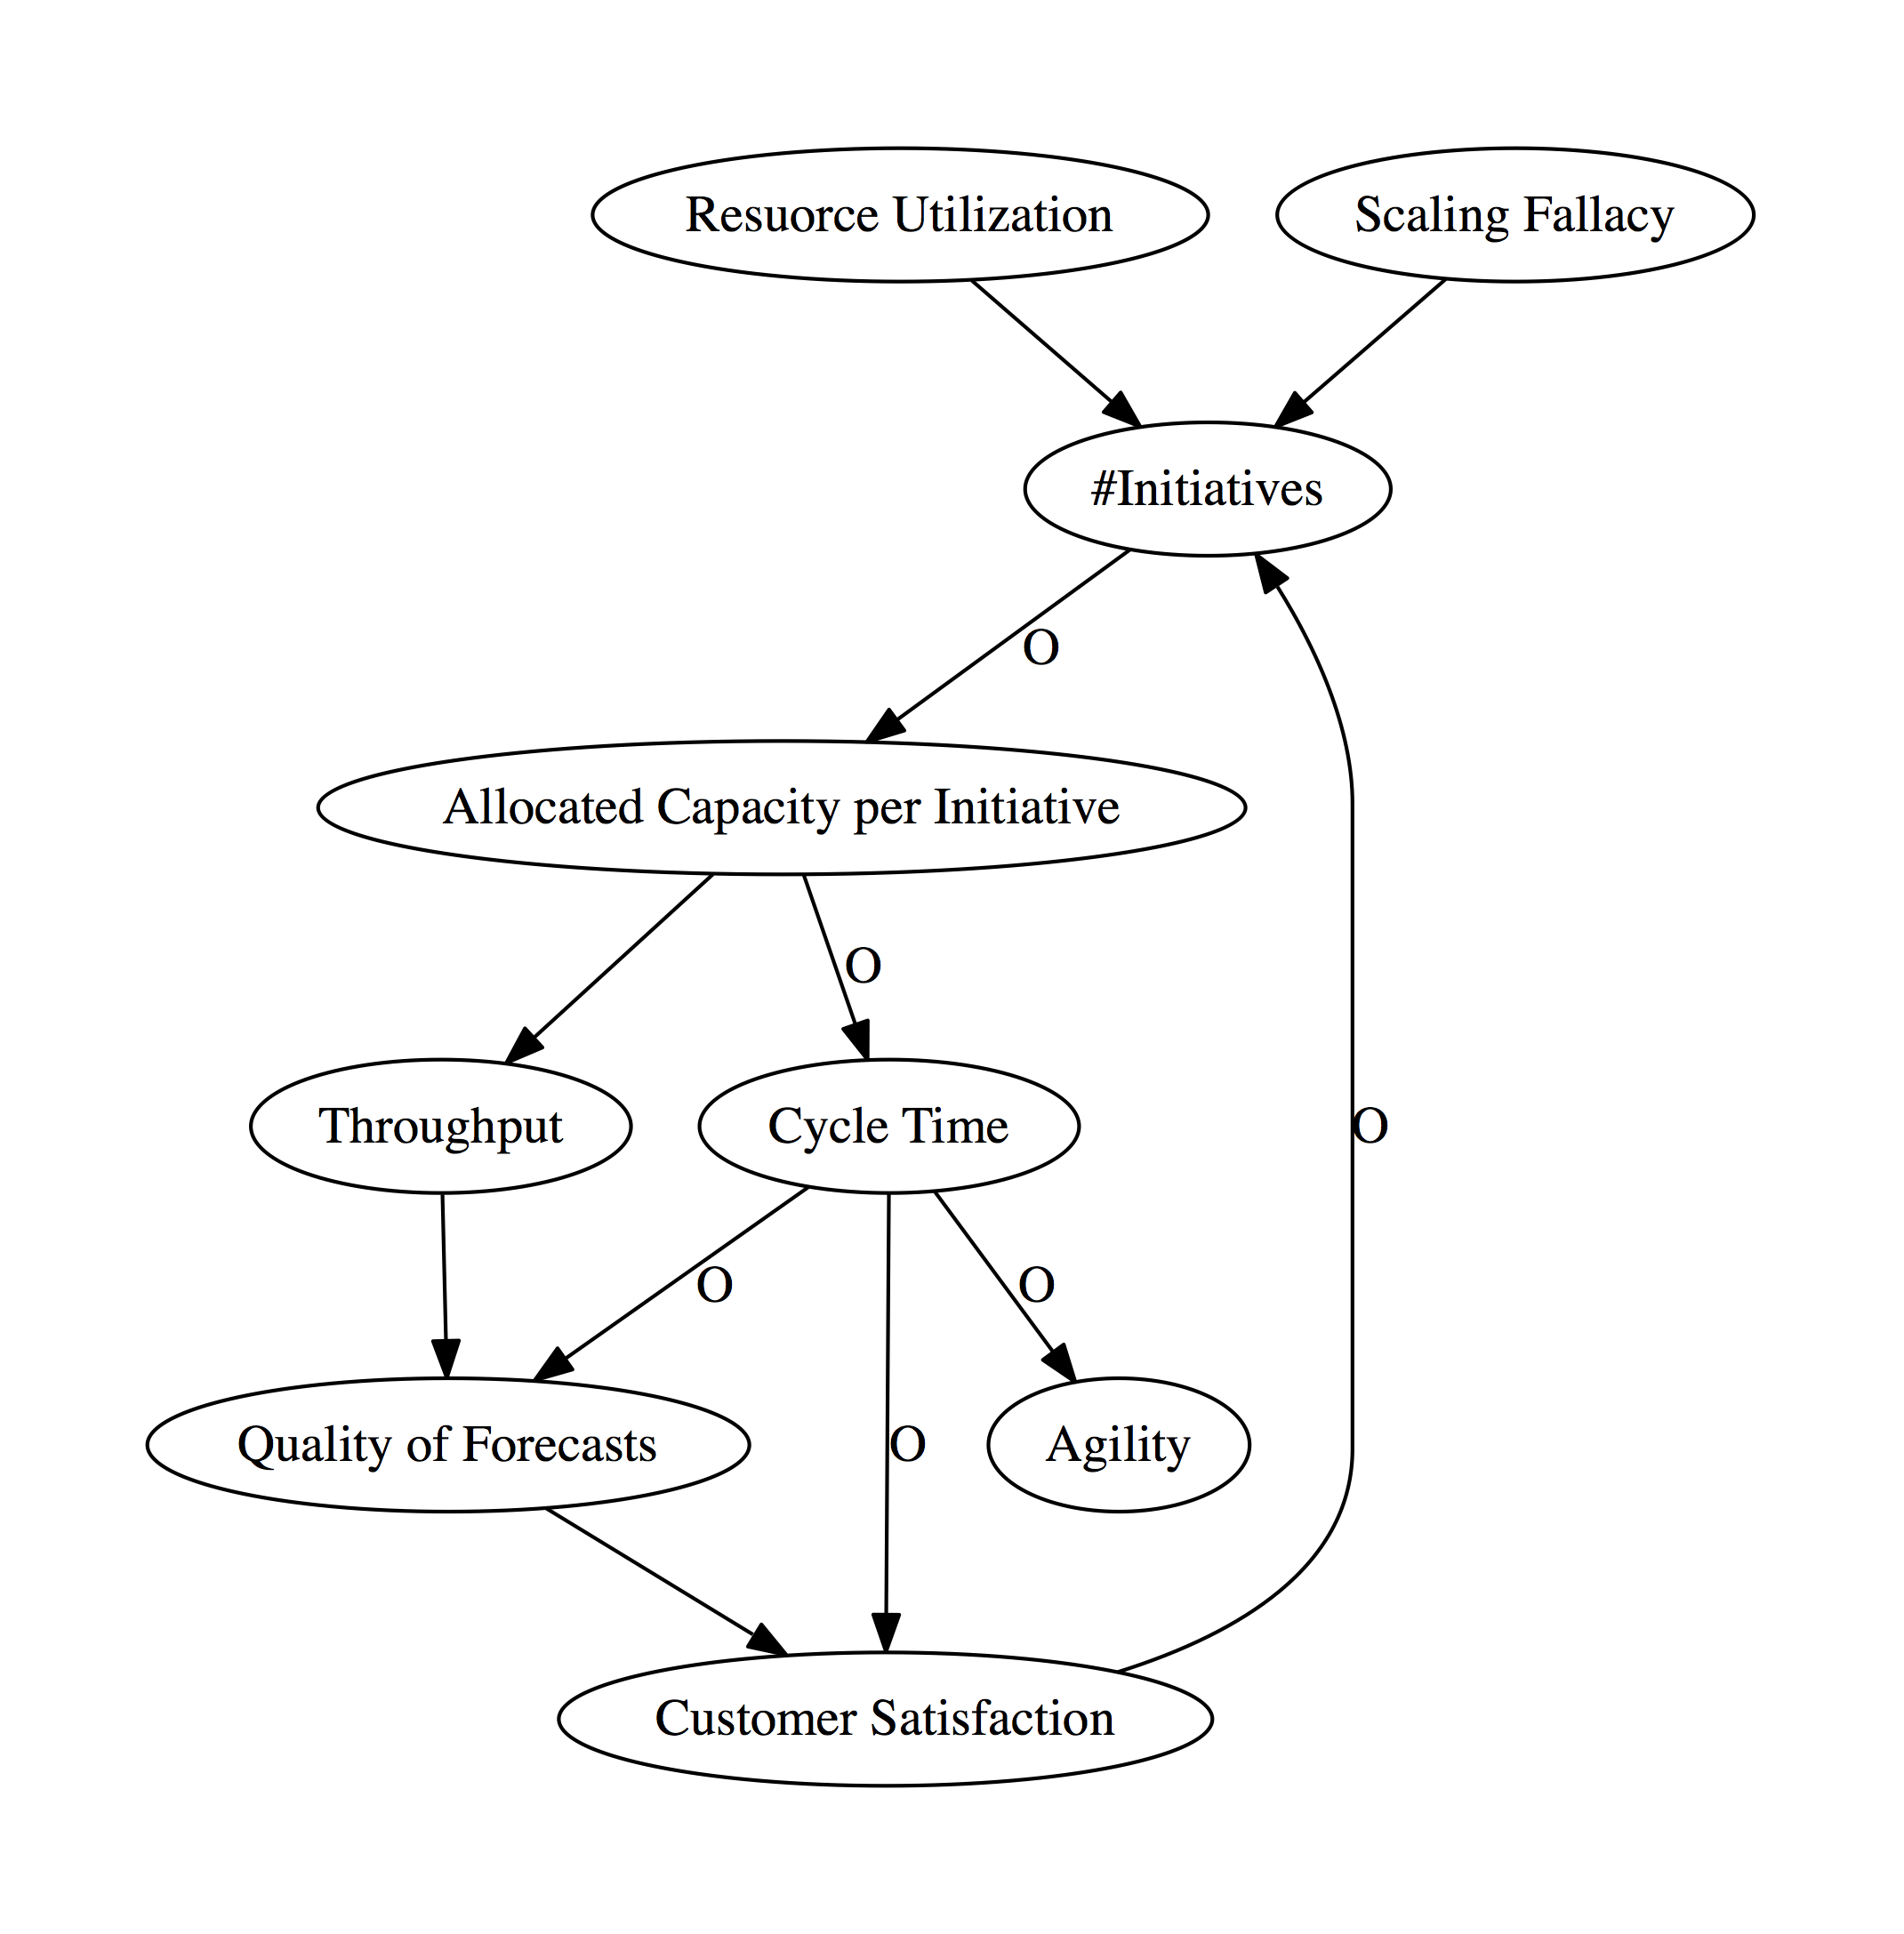 Resuorce Utilization
Scaling Fallacy
#Initiatives
O
Allocated Capacity per Initiative
O
Throughput
Cycle Time
O
O
O
Quality of Forecasts
O
Agility
Customer Satisfaction